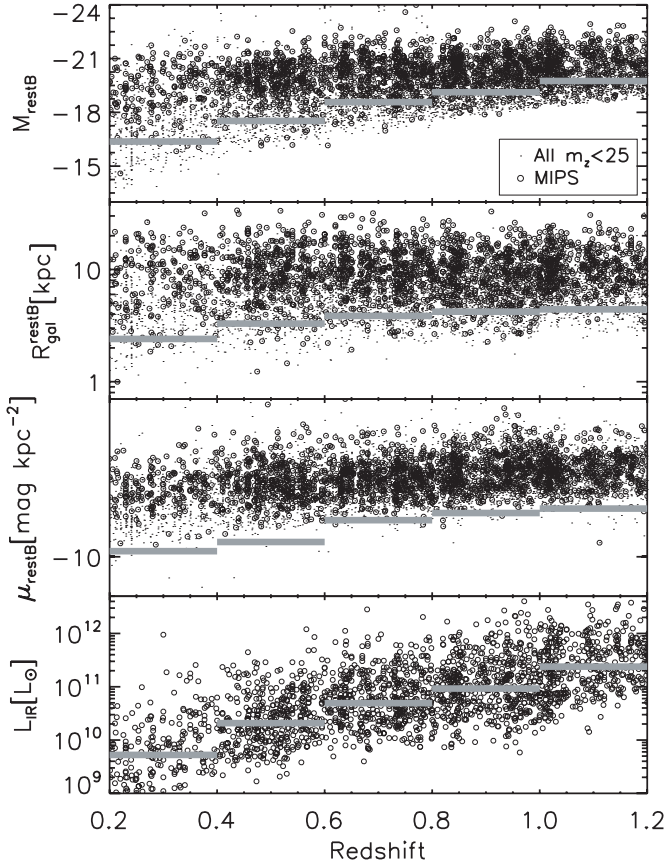 -24
-21
-18
-15
M_restB
. All m_z<25
○ MIPS
10
1
R_gal^restB[kpc]
-10
μ_restB[mag kpc^-2]
10^12
10^11
10^10
10^9
L_IR[L_⊙]
0.2 0.4 0.6 0.8 1.0 1.2
Redshift